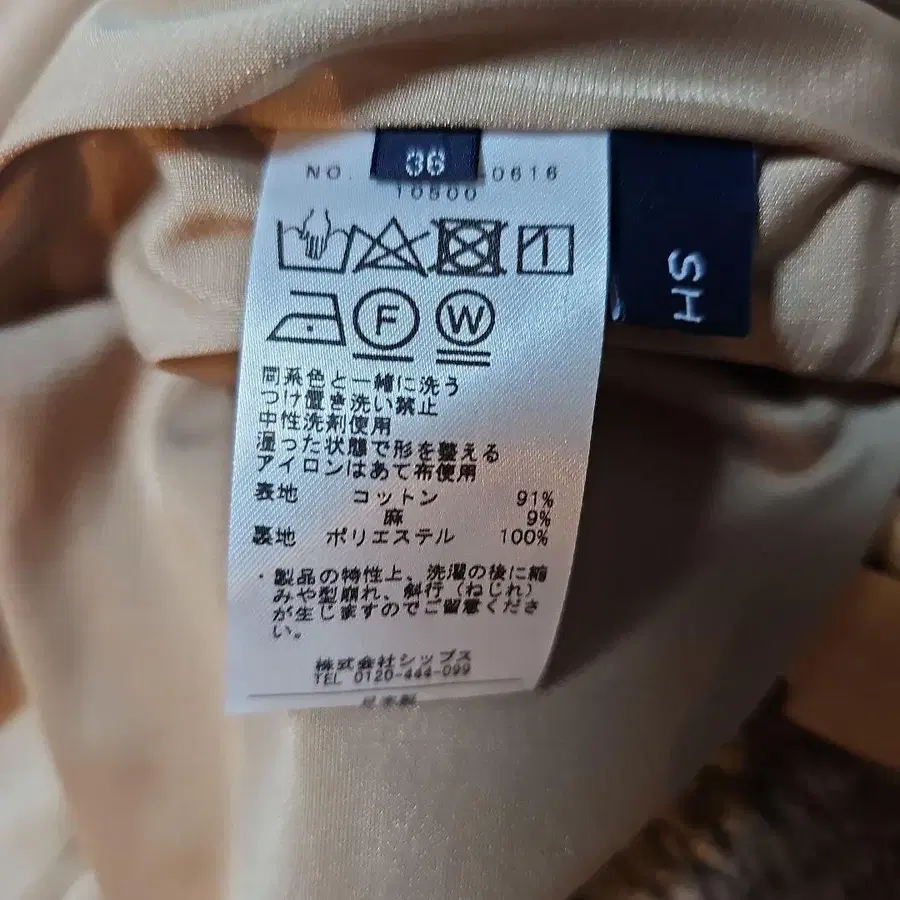 36
NO. 0616
10500
F
W
同系色と一緒に洗う
つけ置き洗い禁止
中性洗剤使用
湿った状態で形を整える
アイロンはあて布使用
表地 コットン 91%
麻 9%
裏地 ポリエステル 100%
・製品の特性上、洗濯の後に縮
みや型崩れ、斜行(ねじれ)
が生じますのでご留意くださ
い。
株式会社シップス
TEL 0120-444-099
日本製
SH